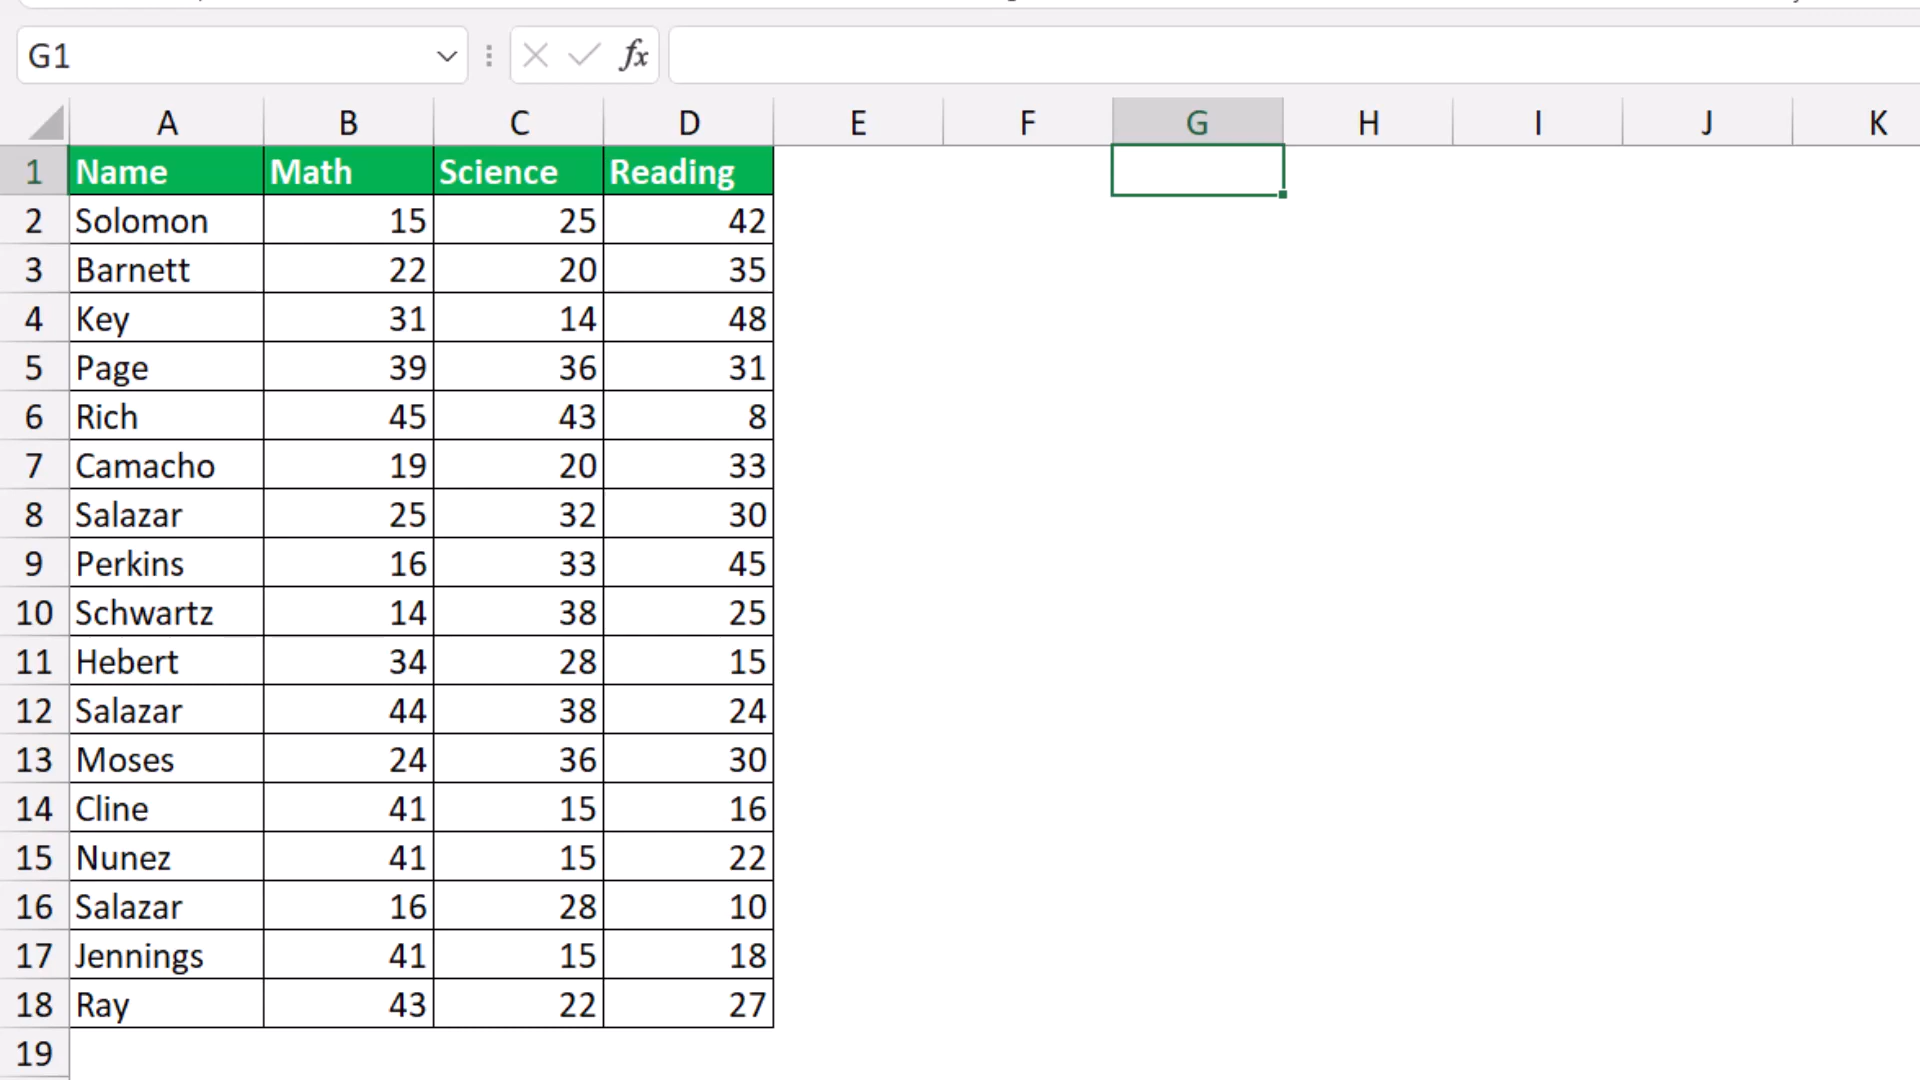 G1 fx
A B C D E F G H I J K
1 Name Math Science Reading
2 Solomon 15 25 42
3 Barnett 22 20 35
4 Key 31 14 48
5 Page 39 36 31
6 Rich 45 43 8
7 Camacho 19 20 33
8 Salazar 25 32 30
9 Perkins 16 33 45
10 Schwartz 14 38 25
11 Hebert 34 28 15
12 Salazar 44 38 24
13 Moses 24 36 30
14 Cline 41 15 16
15 Nunez 41 15 22
16 Salazar 16 28 10
17 Jennings 41 15 18
18 Ray 43 22 27
19